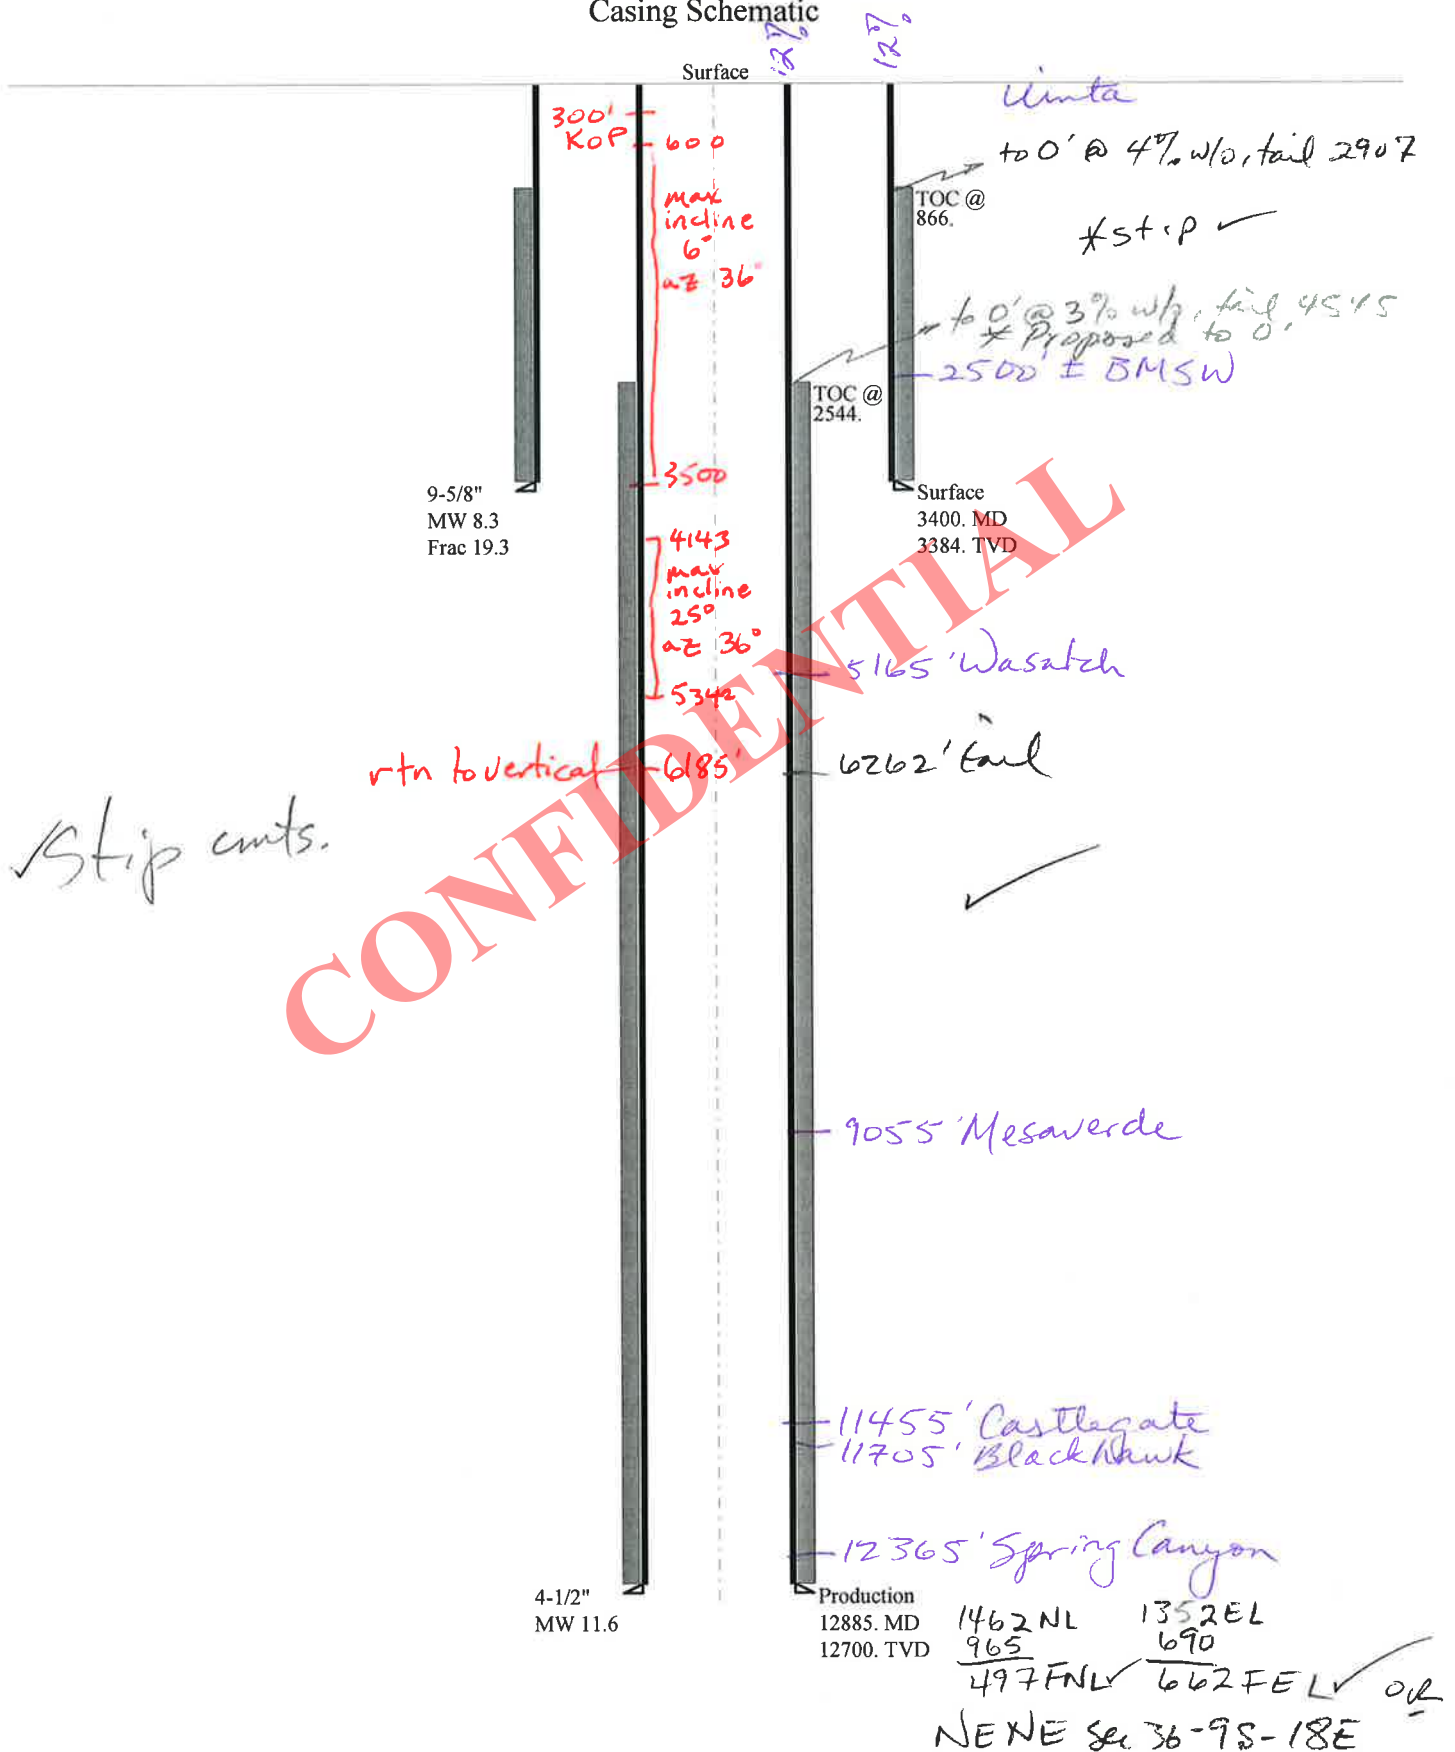 Casing Schematic
12%
12%
Surface
Uinta
300'
KOP
600
to 0' @ 4% w/o, tail 2907
TOC @
866.
*stip ✓
max
incline
6°
az 36°
to 0' @ 3% w/o, tail 4545
* Proposed to 0'
2500' ± BMSW
TOC @
2544.
3500
9-5/8"
MW 8.3
Frac 19.3
Surface
3400. MD
3384. TVD
4143
max
incline
25°
az 36°
5342
5165' Wasatch
rtn to vertical
6185'
6262' tail
✓Stip cmts.
✓
CONFIDENTIAL
9055' Mesaverde
11455' Castlegate
11705' Blackhawk
12365' Spring Canyon
4-1/2"
MW 11.6
Production
12885. MD
12700. TVD
1462 NL
965
497 FNL ✓
1352 EL
690
662 FEL ✓
OK
NENE Sec 36-9S-18E